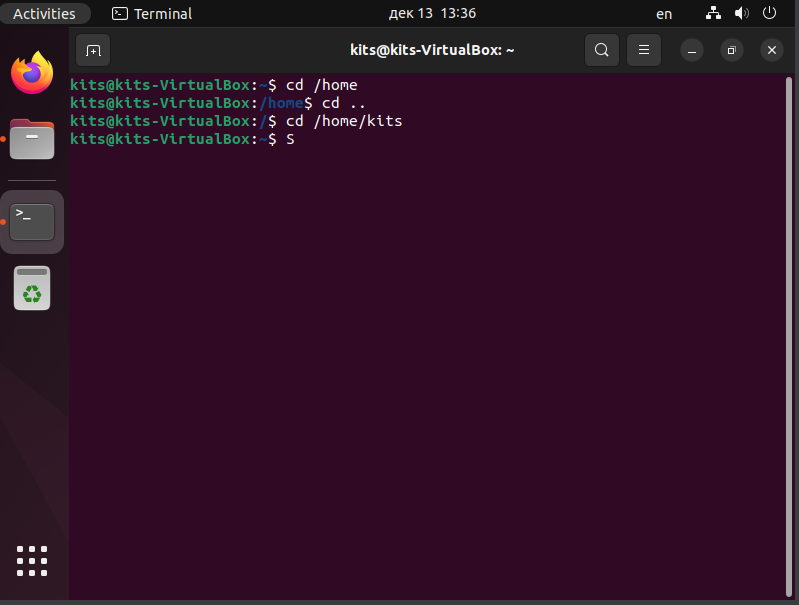 Activities Terminal дек 13 13:36 en
kits@kits-VirtualBox: ~
kits@kits-VirtualBox:~$ cd /home
kits@kits-VirtualBox:/home$ cd ..
kits@kits-VirtualBox:/$ cd /home/kits
kits@kits-VirtualBox:~$ S